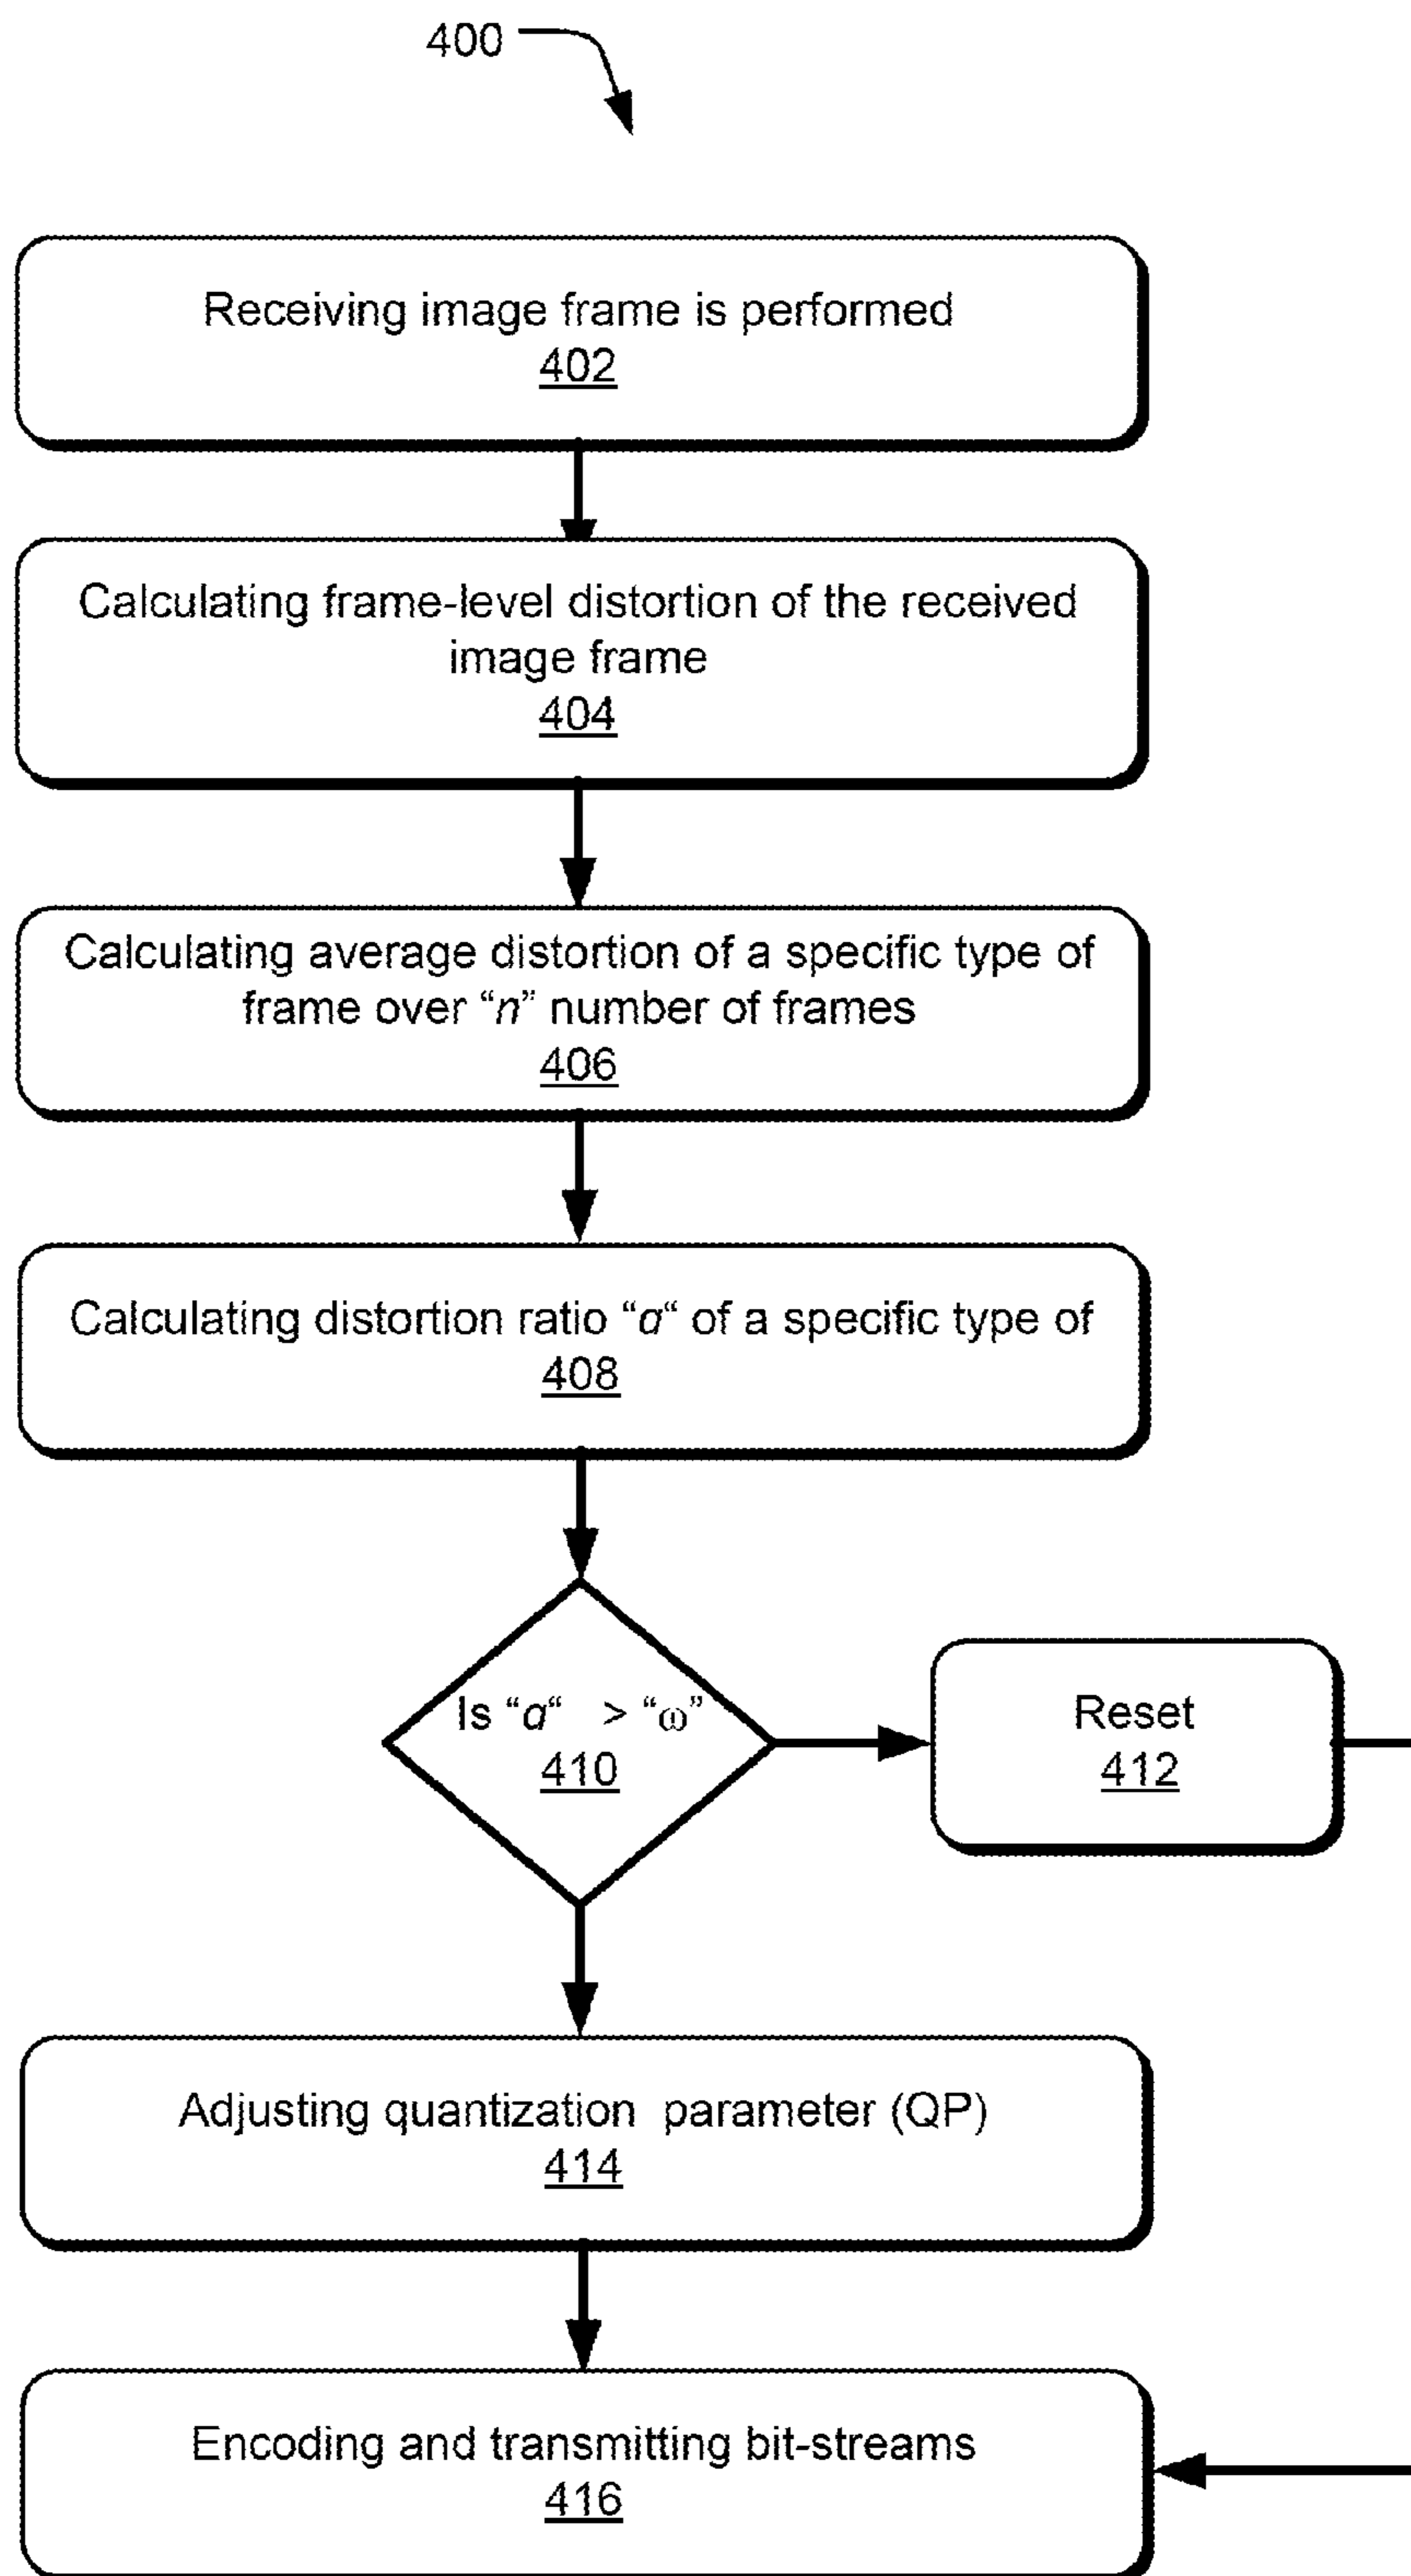 400
Receiving image frame is performed
402
Calculating frame-level distortion of the received
image frame
404
Calculating average distortion of a specific type of
frame over “n” number of frames
406
Calculating distortion ratio “α“ of a specific type of
408
Is “α“ > “ω”
410
Reset
412
Adjusting quantization parameter (QP)
414
Encoding and transmitting bit-streams
416